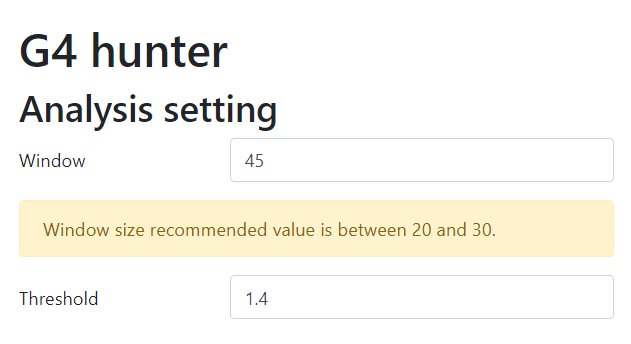 G4 hunter
Analysis setting
Window 45
Window size recommended value is between 20 and 30.
Threshold 1.4